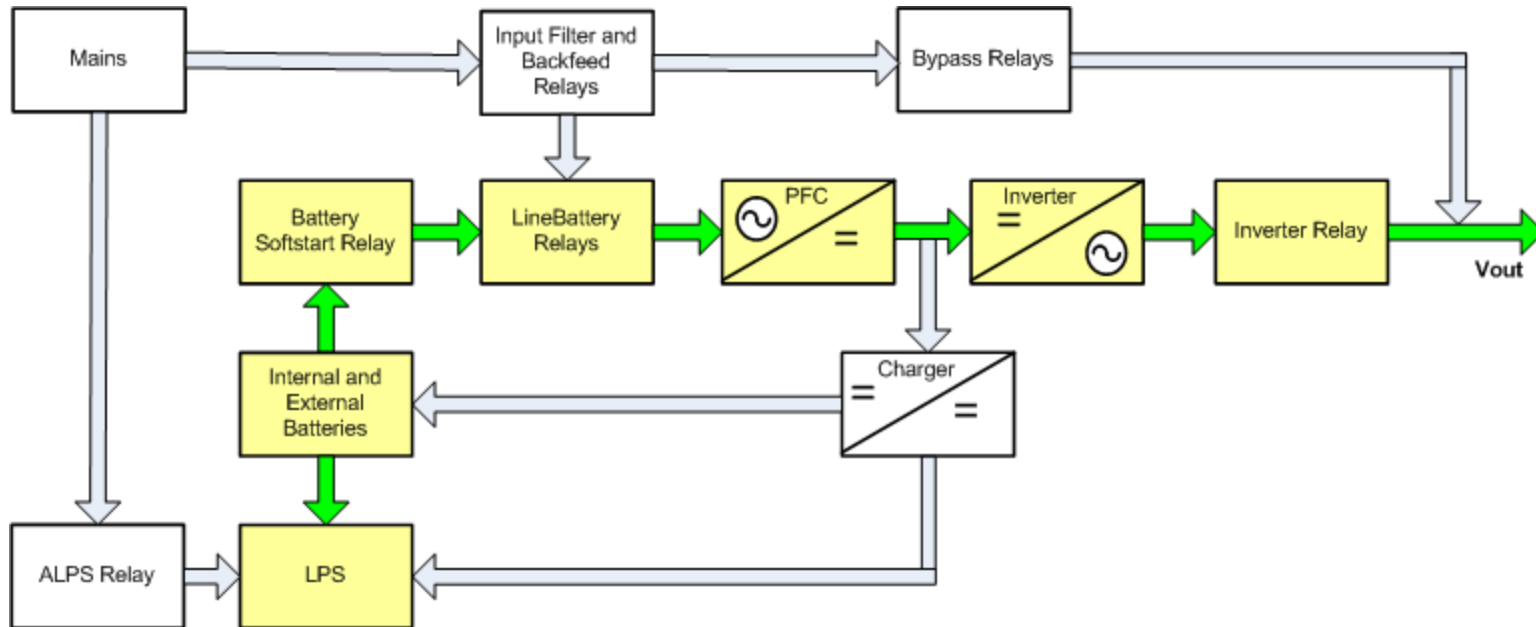 Mains
Input Filter and
Backfeed
Relays
Bypass Relays
Battery
Softstart Relay
LineBattery
Relays
PFC
=
Inverter
=
Inverter Relay
Vout
Internal and
External
Batteries
Charger
=
=
ALPS Relay
LPS